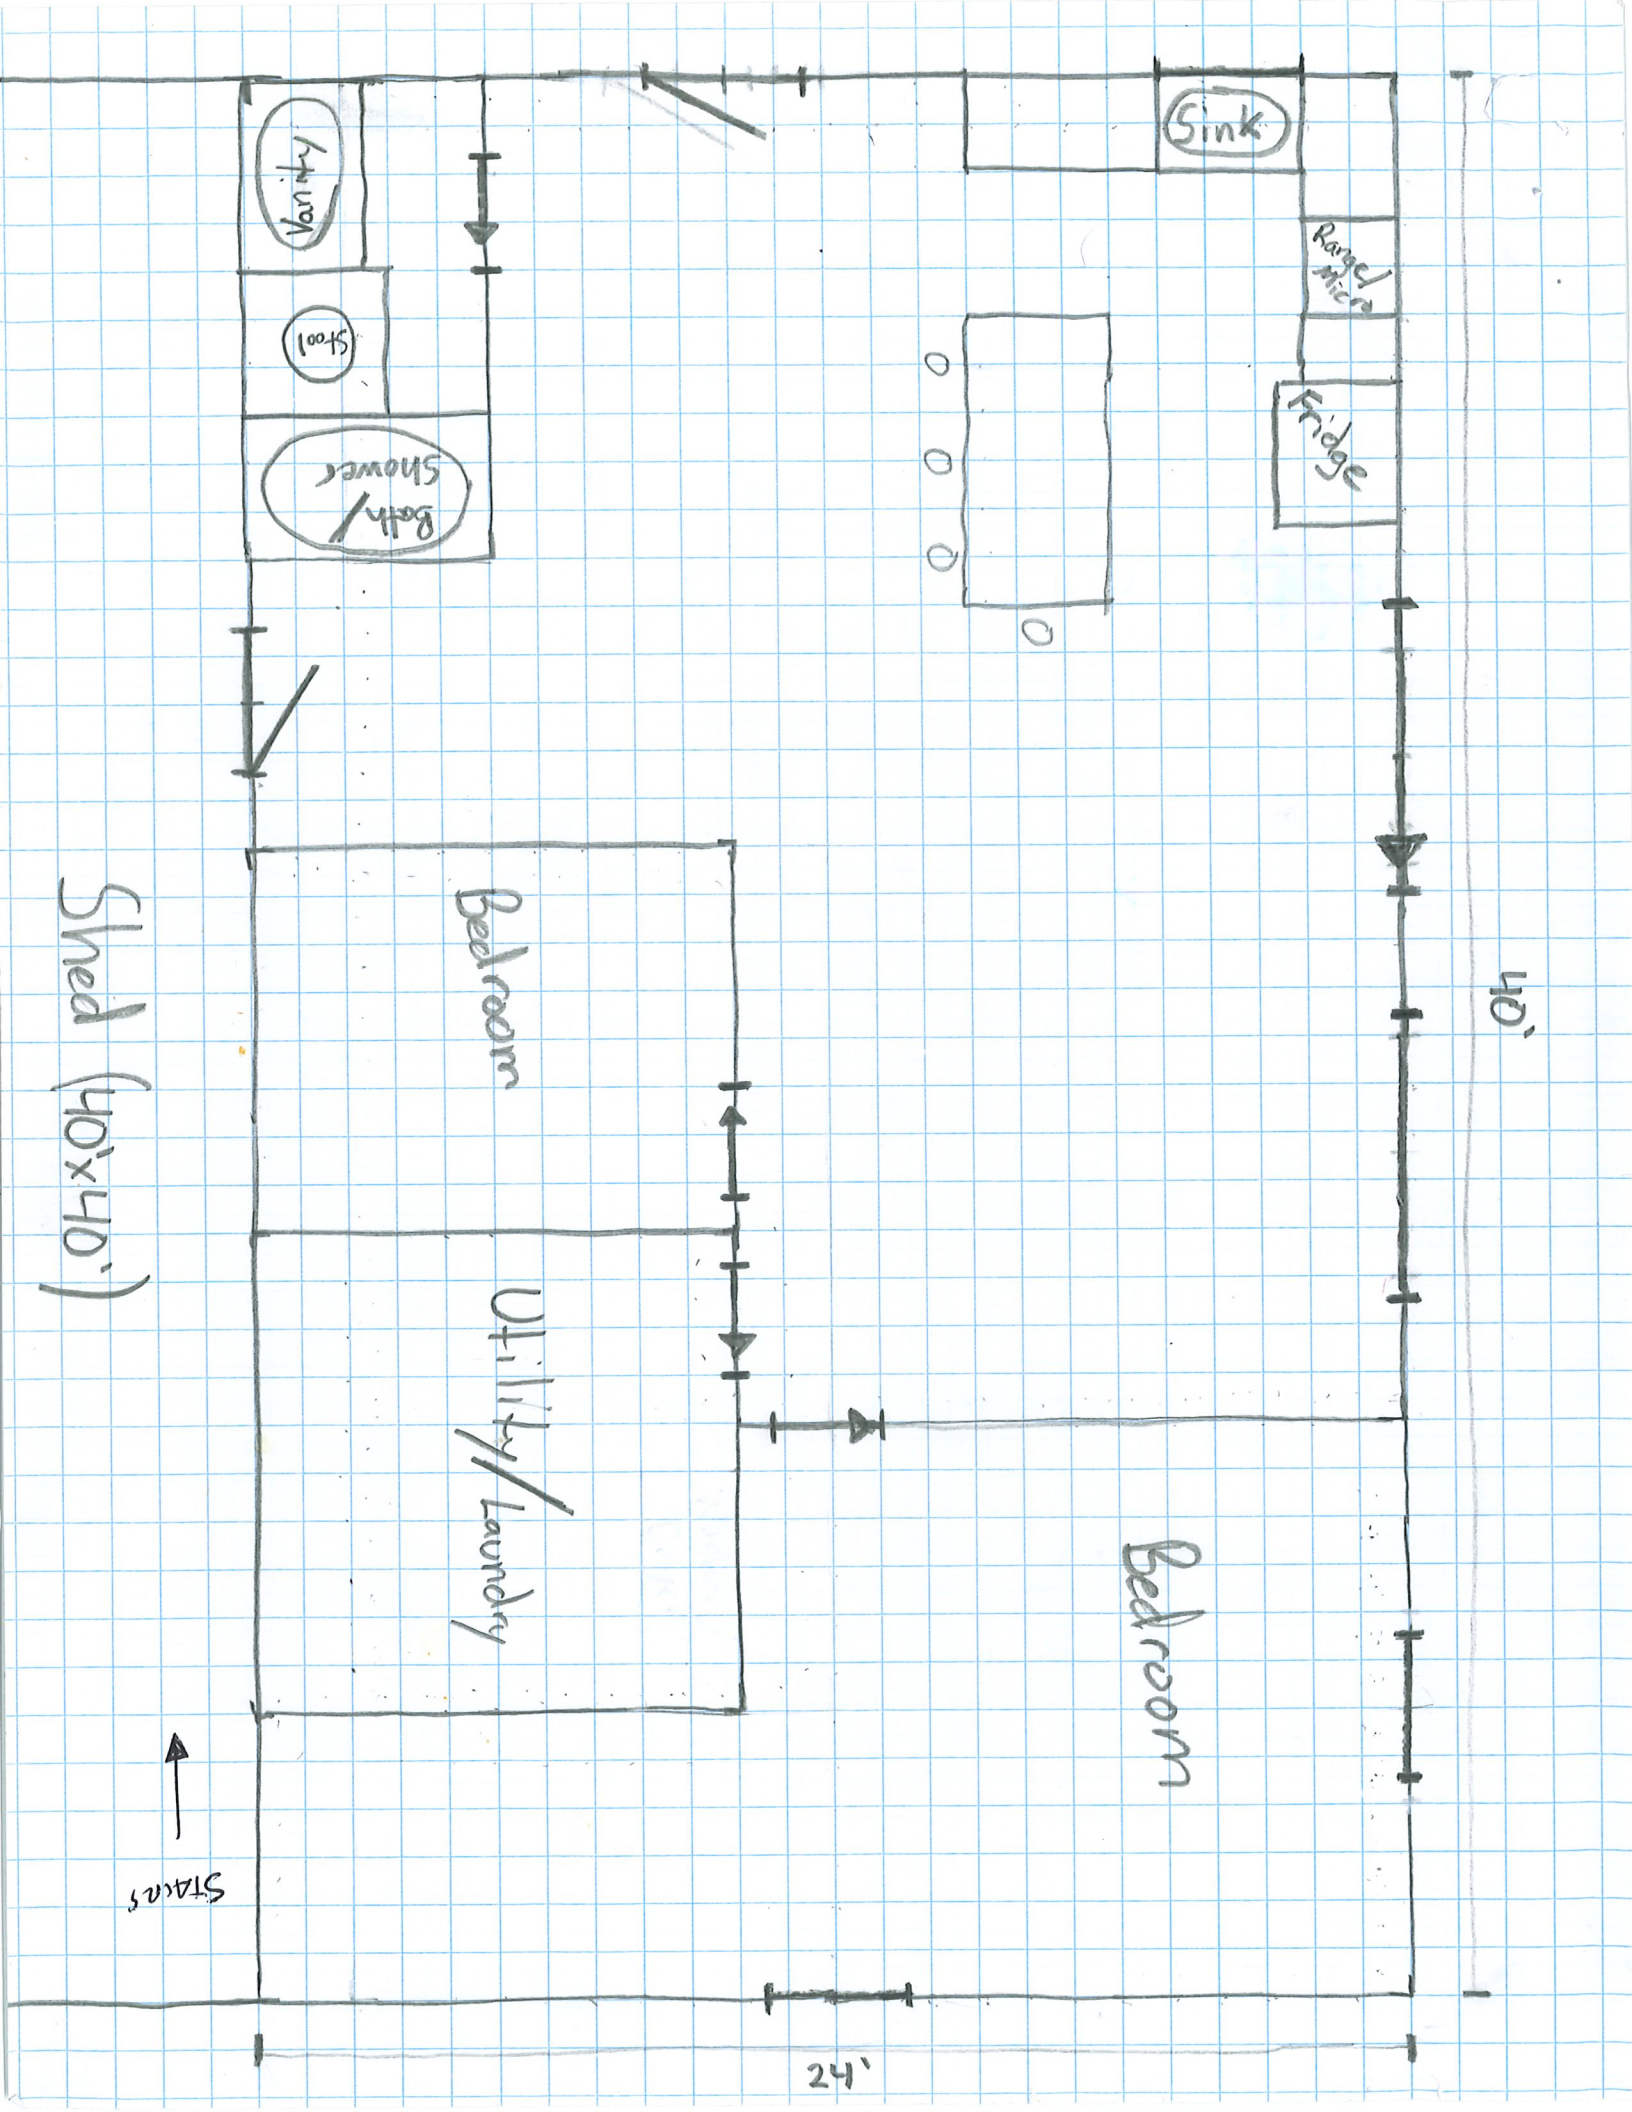 Vanity
Stool
Bath/
Shower
Sink
Range/
Micro
Fridge
40'
Bedroom
Utility/Laundry
Bedroom
Shed (40'x40')
STAIRS
24'